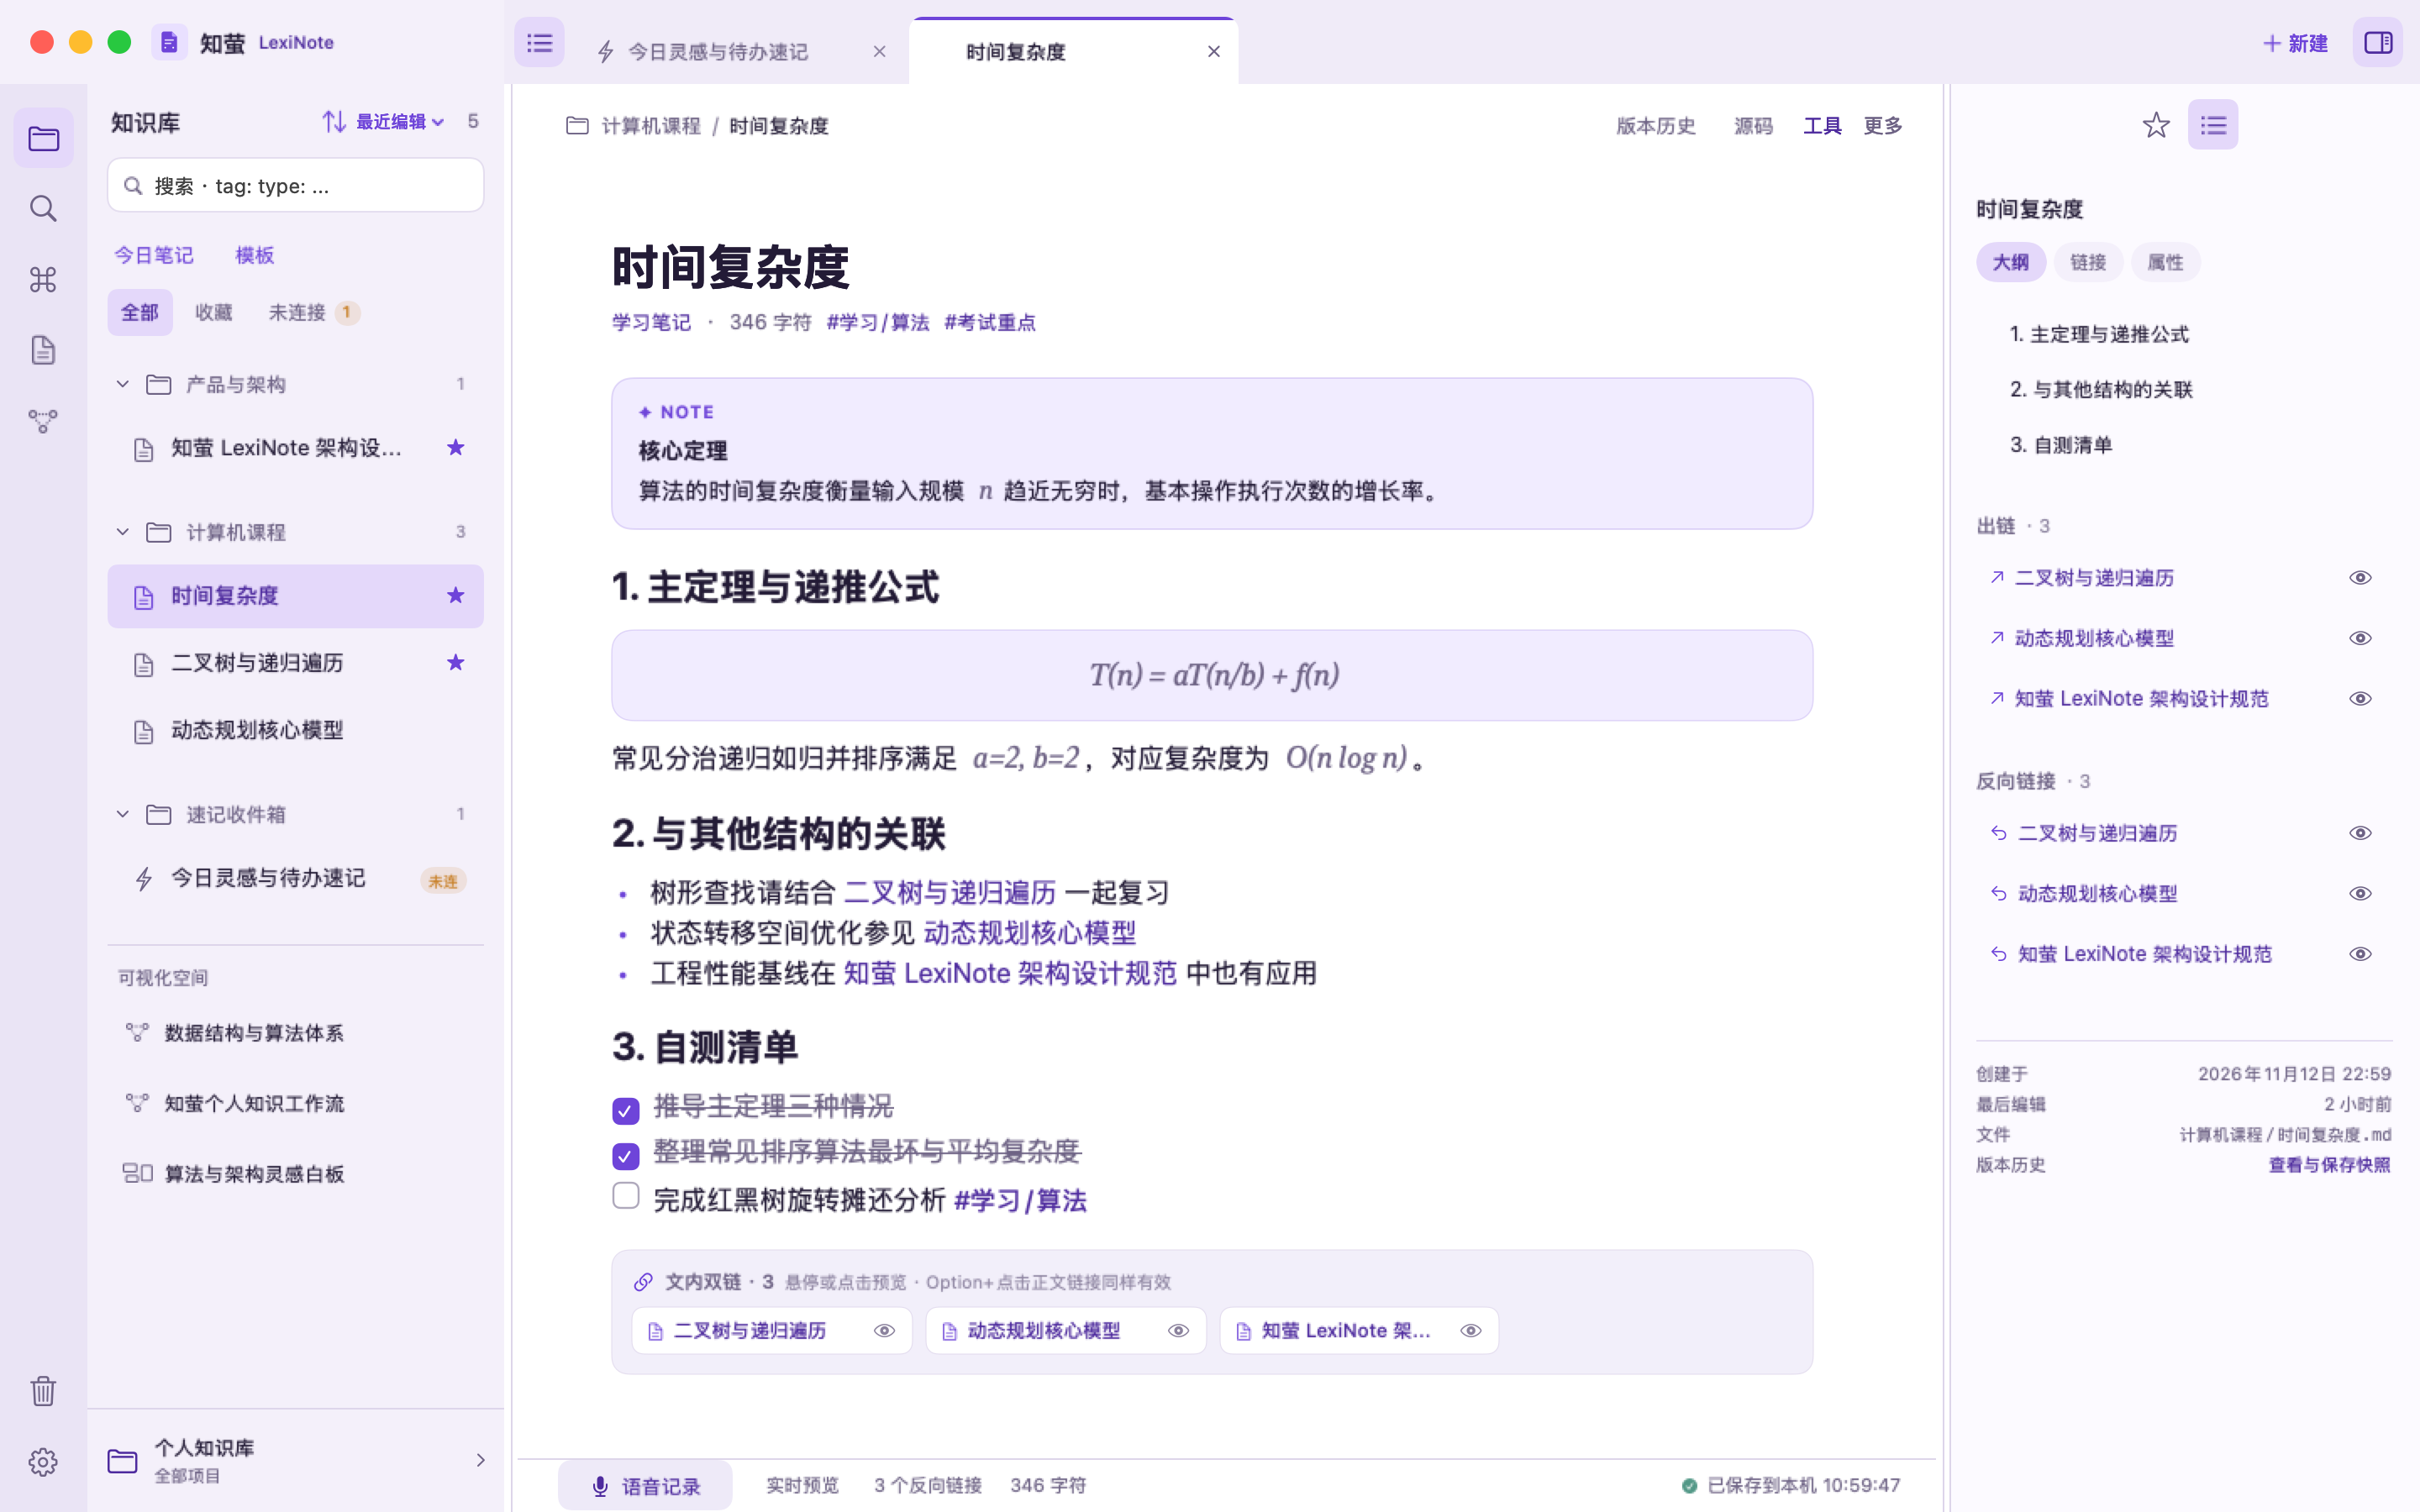 知萤 LexiNote
今日灵感与待办速记
时间复杂度
新建
知识库
最近编辑
5
搜索 · tag: type: ...
今日笔记 模板
全部 收藏 未连接 1
产品与架构 1
知萤 LexiNote 架构设...
计算机课程 3
时间复杂度
二叉树与递归遍历
动态规划核心模型
速记收件箱 1
今日灵感与待办速记 未连
可视化空间
数据结构与算法体系
知萤个人知识工作流
算法与架构灵感白板
个人知识库
全部项目
计算机课程 / 时间复杂度
版本历史 源码 工具 更多
时间复杂度
学习笔记 · 346 字符 #学习/算法 #考试重点
NOTE
核心定理
算法的时间复杂度衡量输入规模 n 趋近无穷时，基本操作执行次数的增长率。
1. 主定理与递推公式
T(n) = aT(n/b) + f(n)
常见分治递归如归并排序满足 a=2, b=2，对应复杂度为 O(n log n)。
2. 与其他结构的关联
• 树形查找请结合 二叉树与递归遍历 一起复习
• 状态转移空间优化参见 动态规划核心模型
• 工程性能基线在 知萤 LexiNote 架构设计规范 中也有应用
3. 自测清单
推导主定理三种情况
整理常见排序算法最坏与平均复杂度
完成红黑树旋转摊还分析 #学习/算法
文内双链 · 3 悬停或点击预览 · Option+点击正文链接同样有效
二叉树与递归遍历
动态规划核心模型
知萤 LexiNote 架...
语音记录 实时预览 3 个反向链接 346 字符
已保存到本机 10:59:47
时间复杂度
大纲 链接 属性
1. 主定理与递推公式
2. 与其他结构的关联
3. 自测清单
出链 · 3
二叉树与递归遍历
动态规划核心模型
知萤 LexiNote 架构设计规范
反向链接 · 3
二叉树与递归遍历
动态规划核心模型
知萤 LexiNote 架构设计规范
创建于 2026年11月12日 22:59
最后编辑 2 小时前
文件 计算机课程/时间复杂度.md
版本历史 查看与保存快照